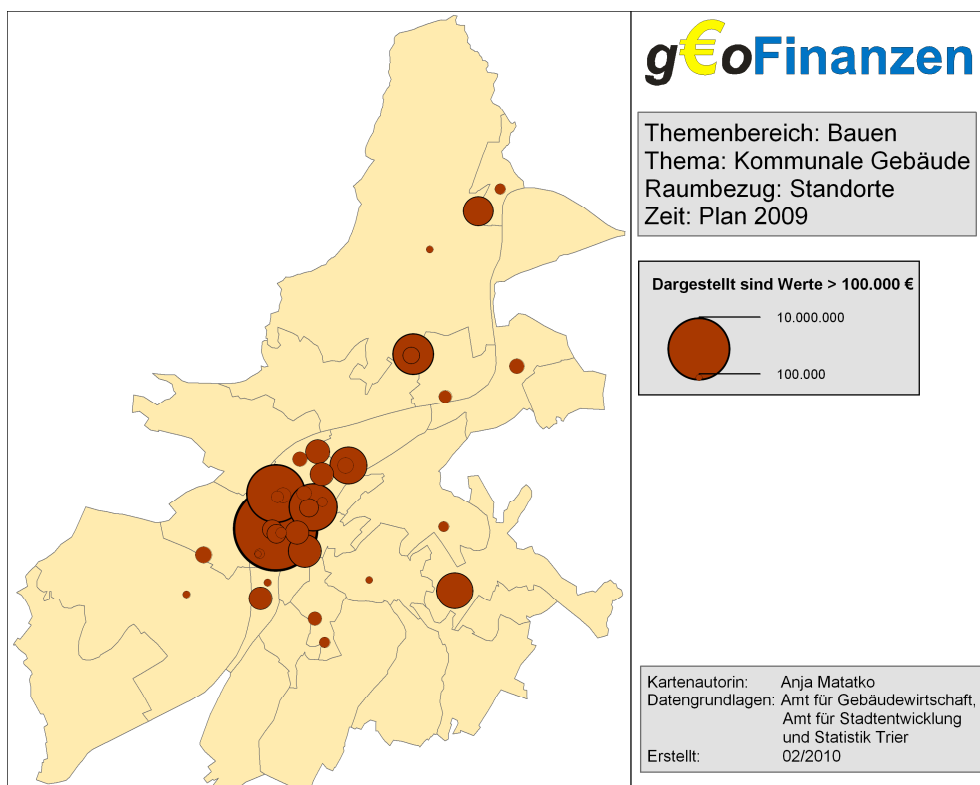 g€oFinanzen
Themenbereich: Bauen
Thema: Kommunale Gebäude
Raumbezug: Standorte
Zeit: Plan 2009
Dargestellt sind Werte > 100.000 €
10.000.000
100.000
Kartenautorin: Anja Matatko
Datengrundlagen: Amt für Gebäudewirtschaft,
Amt für Stadtentwicklung
und Statistik Trier
Erstellt: 02/2010